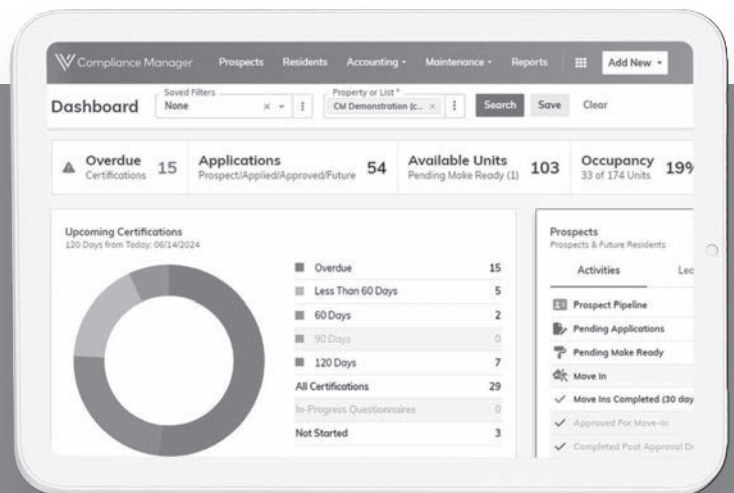 Compliance Manager Prospects Residents Accounting Maintenance Reports Add New
Dashboard
Saved Filters
None
Property or List *
CM Demonstration (c...
Search Save Clear
Overdue
Certifications
15
Applications
Prospect/Applied/Approved/Future
54
Available Units
Pending Make Ready (1)
103
Occupancy
33 of 174 Units
19%
Upcoming Certifications
120 Days from Today: 06/14/2024
Overdue 15
Less Than 60 Days 5
60 Days 2
90 Days 0
120 Days 7
All Certifications 29
In-Progress Questionnaires 0
Not Started 3
Prospects
Prospects & Future Residents
Activities Lea
Prospect Pipeline
Pending Applications
Pending Make Ready
Move In
Move Ins Completed (30 day
Approved For Move-In
Completed Post Approval D